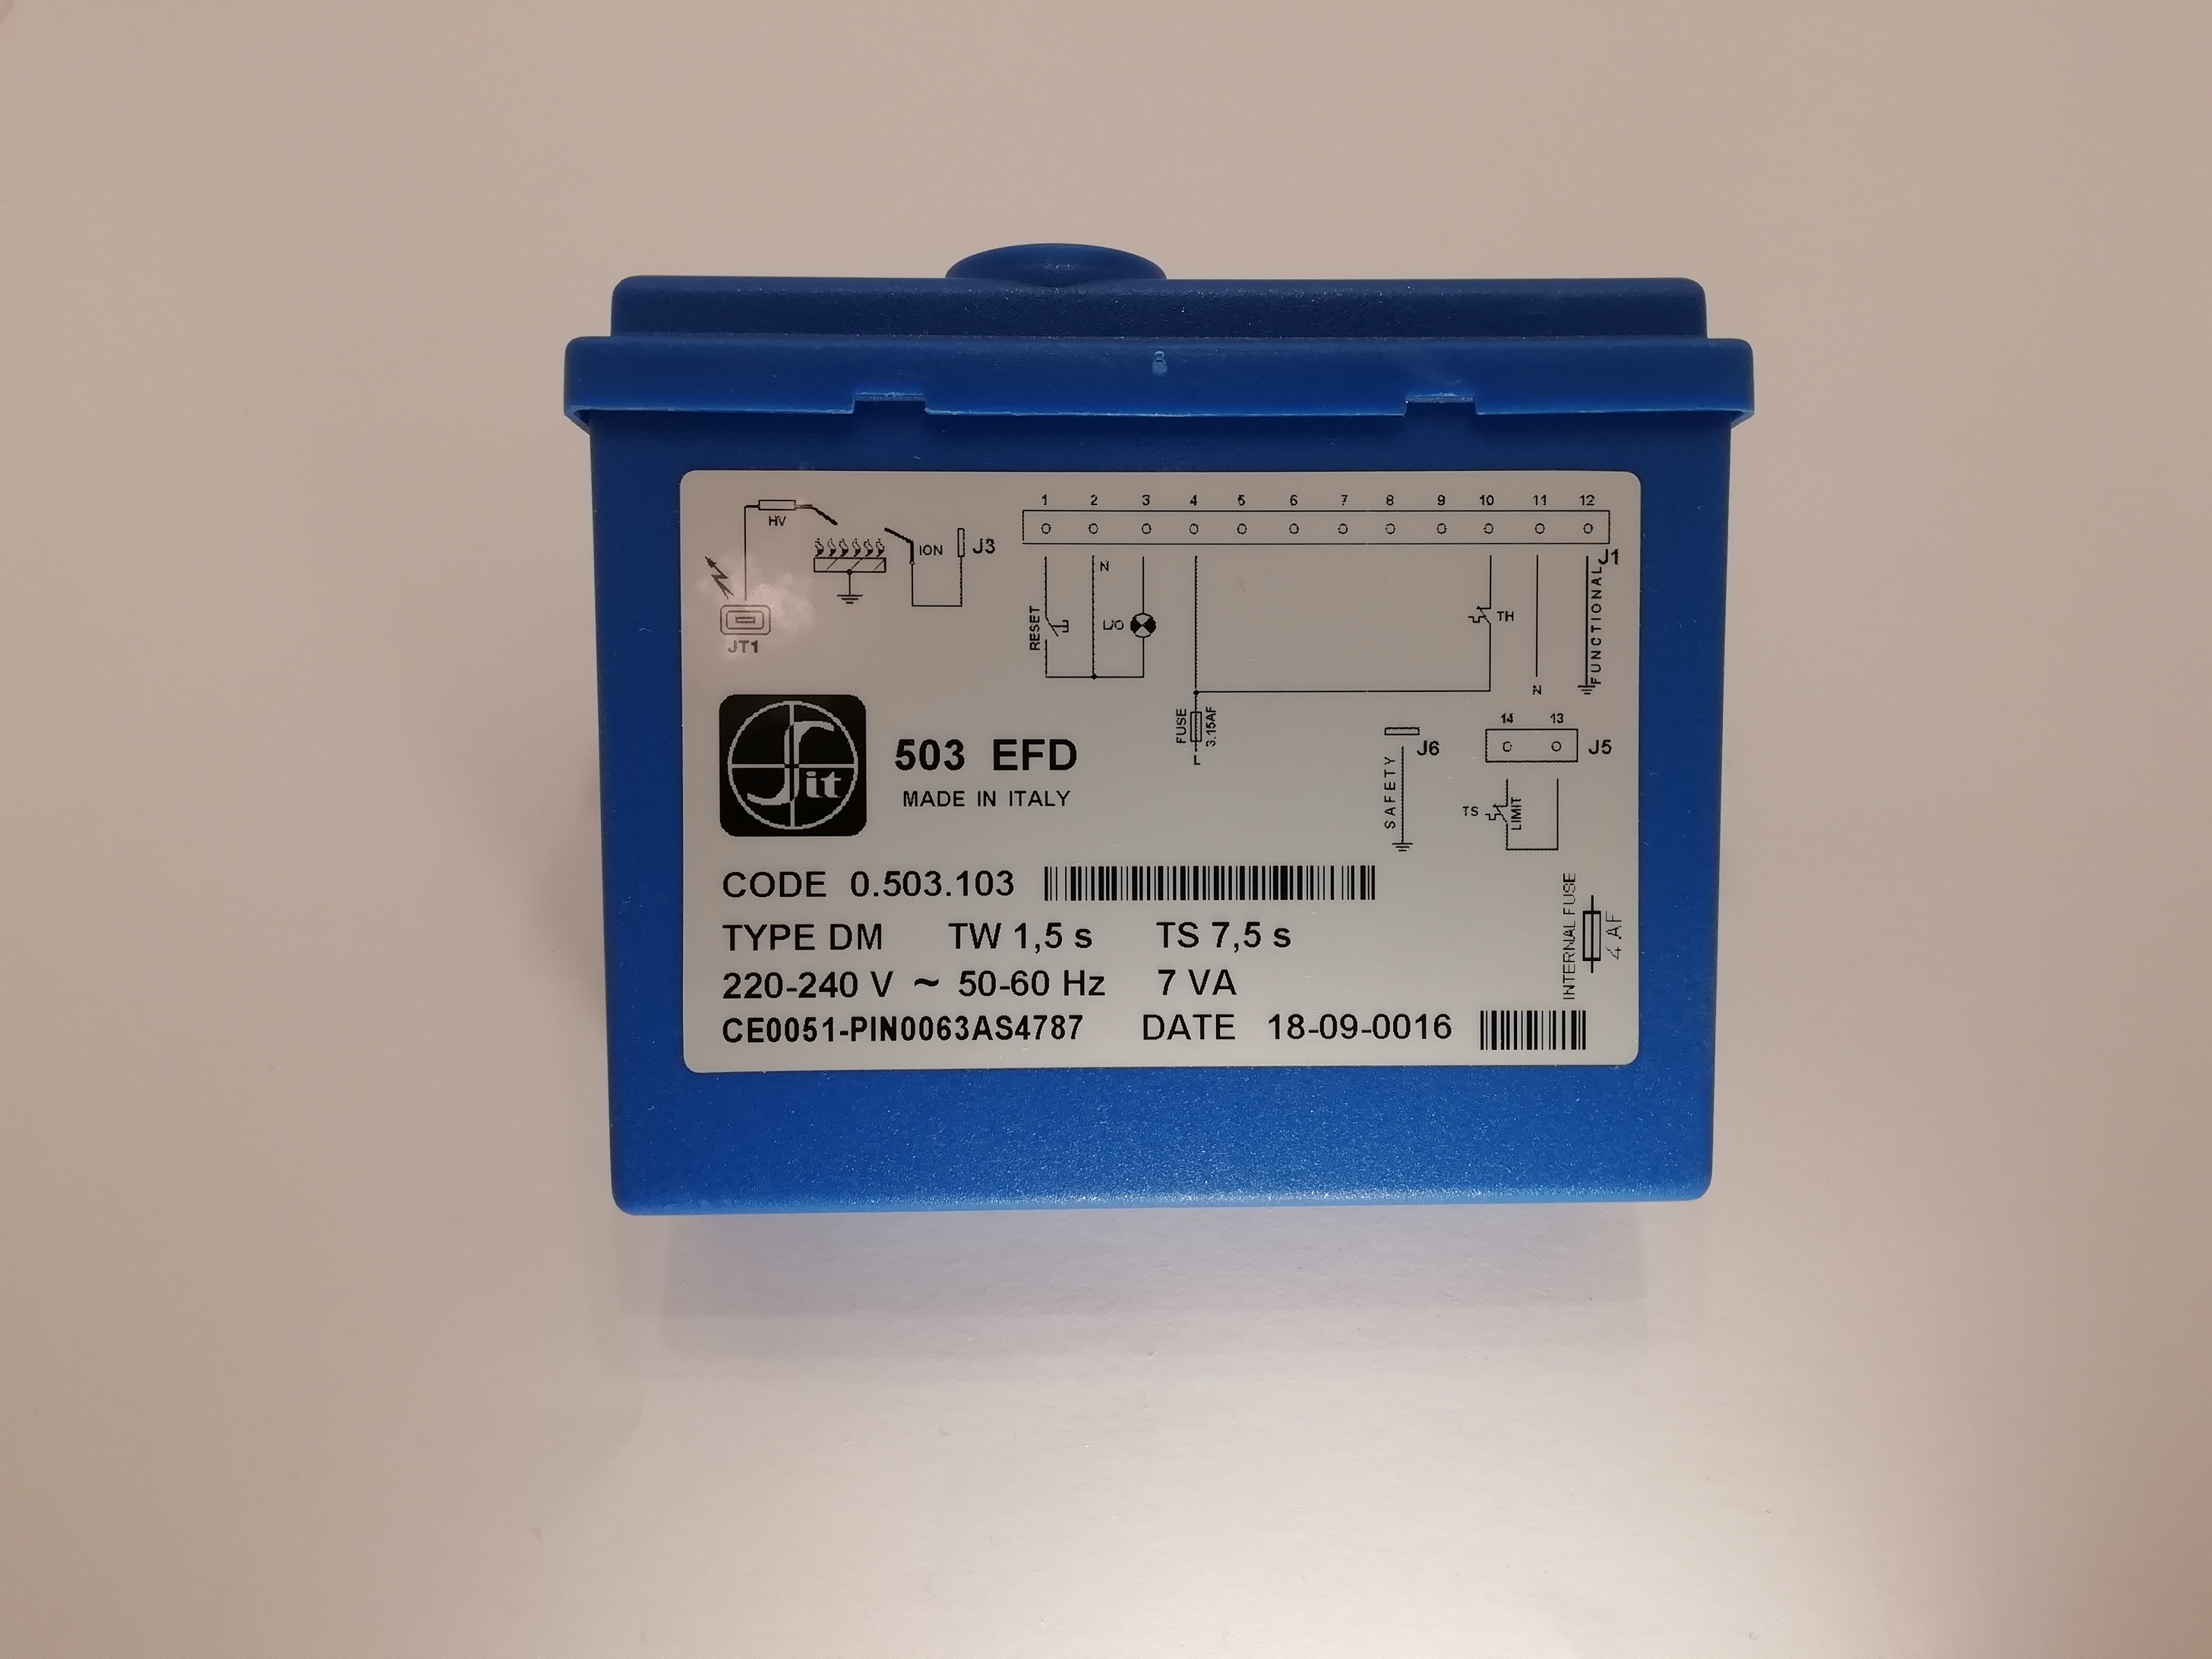 1 2 3 4 5 6 7 8 9 10 11 12
HV
ION
J3
J1
JT1
RESET
N
L/O
TH
FUNCTIONAL
N
FUSE
3.15AF
L
Sit
503 EFD
MADE IN ITALY
14 13
J6
J5
SAFETY
TS
LIMIT
CODE 0.503.103
TYPE DM TW 1,5 s TS 7,5 s
220-240 V ~ 50-60 Hz 7 VA
CE0051-PIN0063AS4787 DATE 18-09-0016
INTERNAL FUSE
4 AF